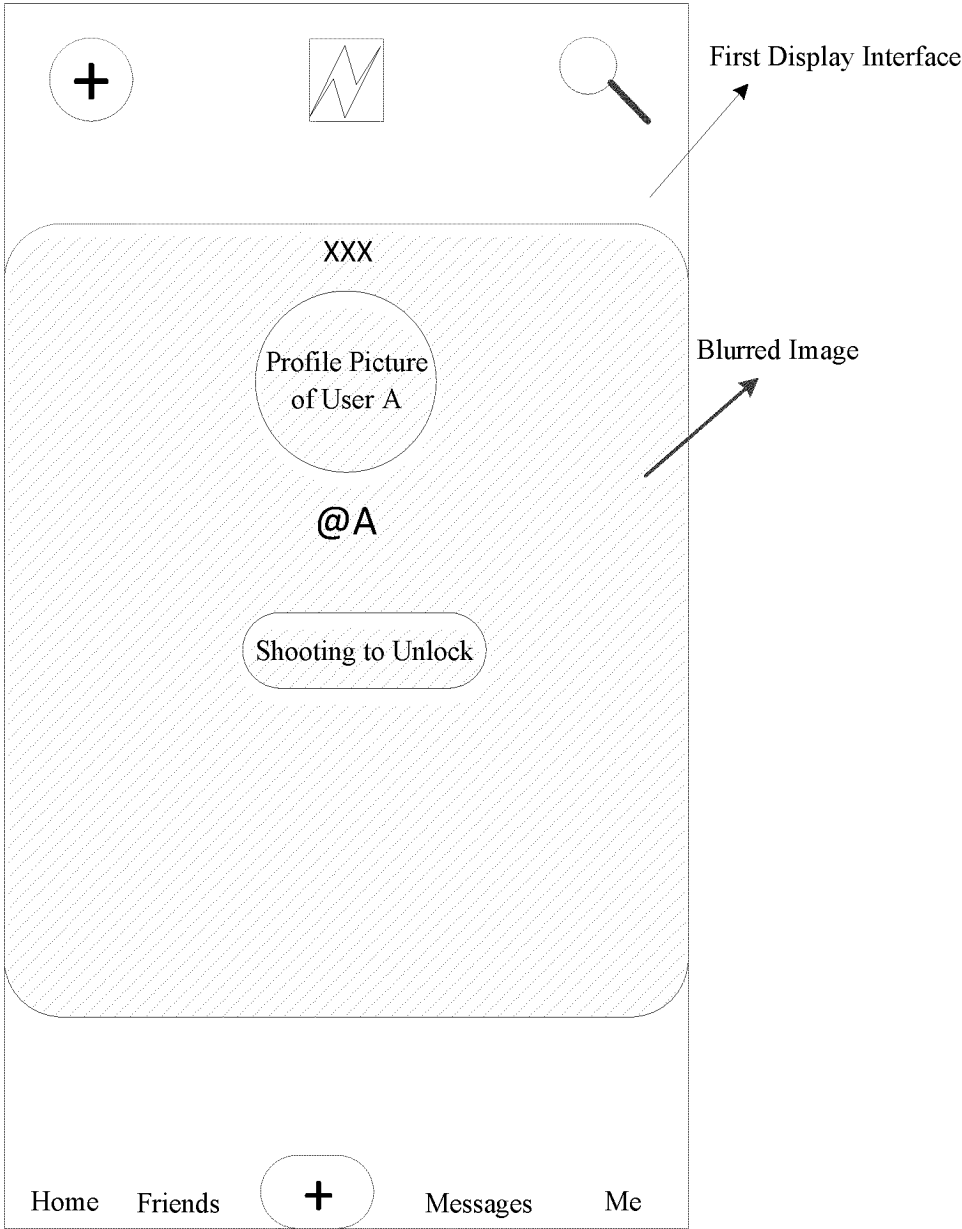 +
First Display Interface
XXX
Profile Picture
of User A
Blurred Image
@A
Shooting to Unlock
Home Friends + Messages Me